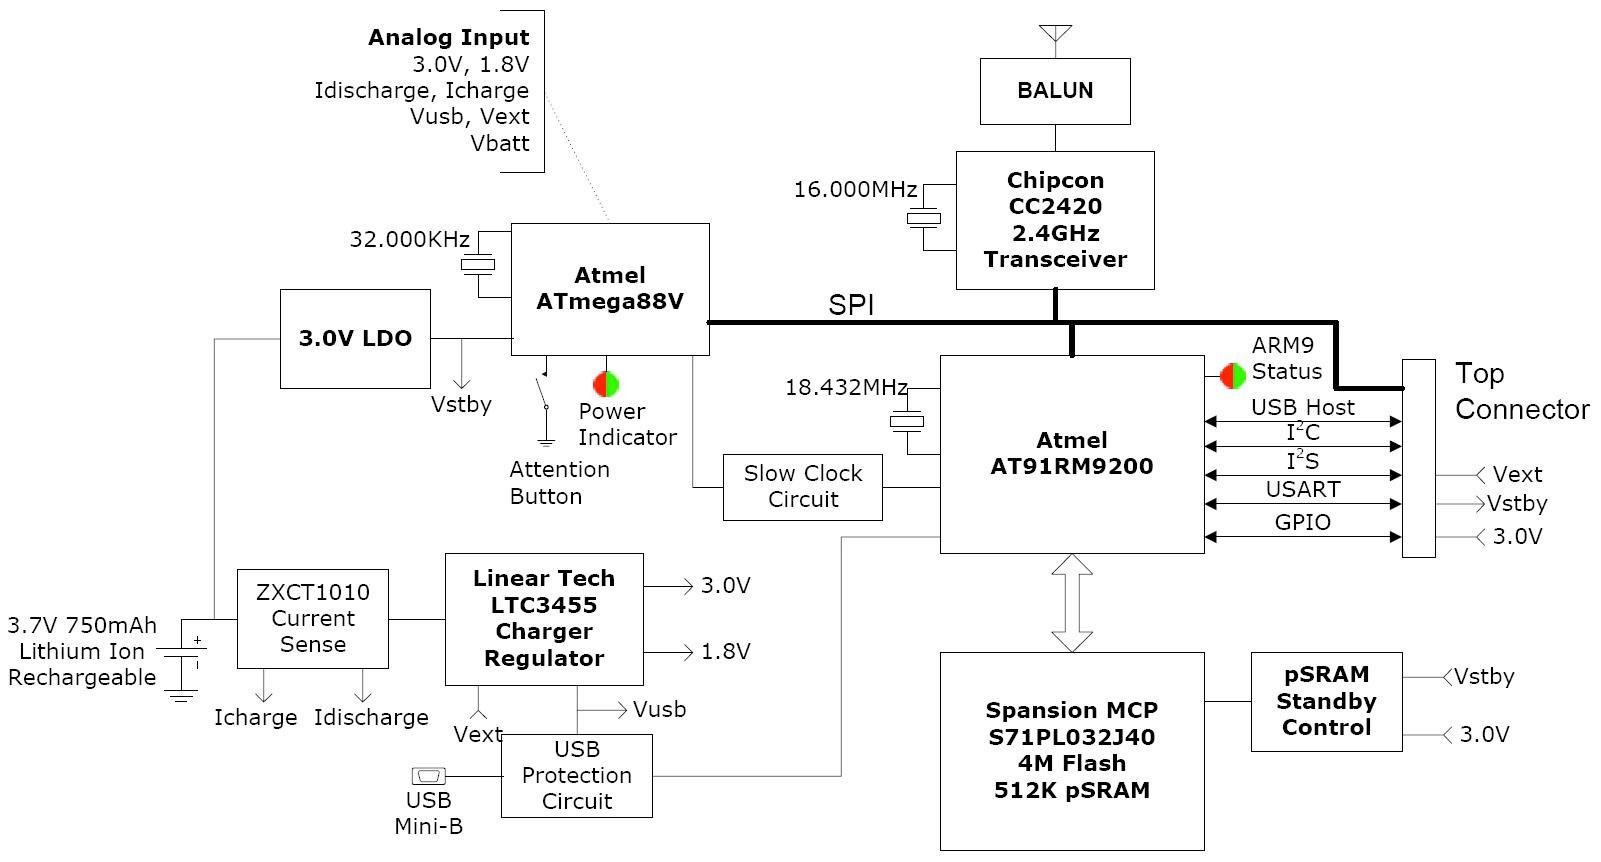 Analog Input
3.0V, 1.8V
Idischarge, Icharge
Vusb, Vext
Vbatt
BALUN
16.000MHz
Chipcon
CC2420
2.4GHz
Transceiver
32.000KHz
Atmel
ATmega88V
SPI
3.0V LDO
Vstby
Attention
Button
Power
Indicator
18.432MHz
Slow Clock
Circuit
Atmel
AT91RM9200
ARM9
Status
USB Host
I2C
I2S
USART
GPIO
Top
Connector
Vext
Vstby
3.0V
3.7V 750mAh
Lithium Ion
Rechargeable
+
-
ZXCT1010
Current
Sense
Icharge
Idischarge
Linear Tech
LTC3455
Charger
Regulator
3.0V
1.8V
Vext
Vusb
USB
Protection
Circuit
USB
Mini-B
Spansion MCP
S71PL032J40
4M Flash
512K pSRAM
pSRAM
Standby
Control
Vstby
3.0V